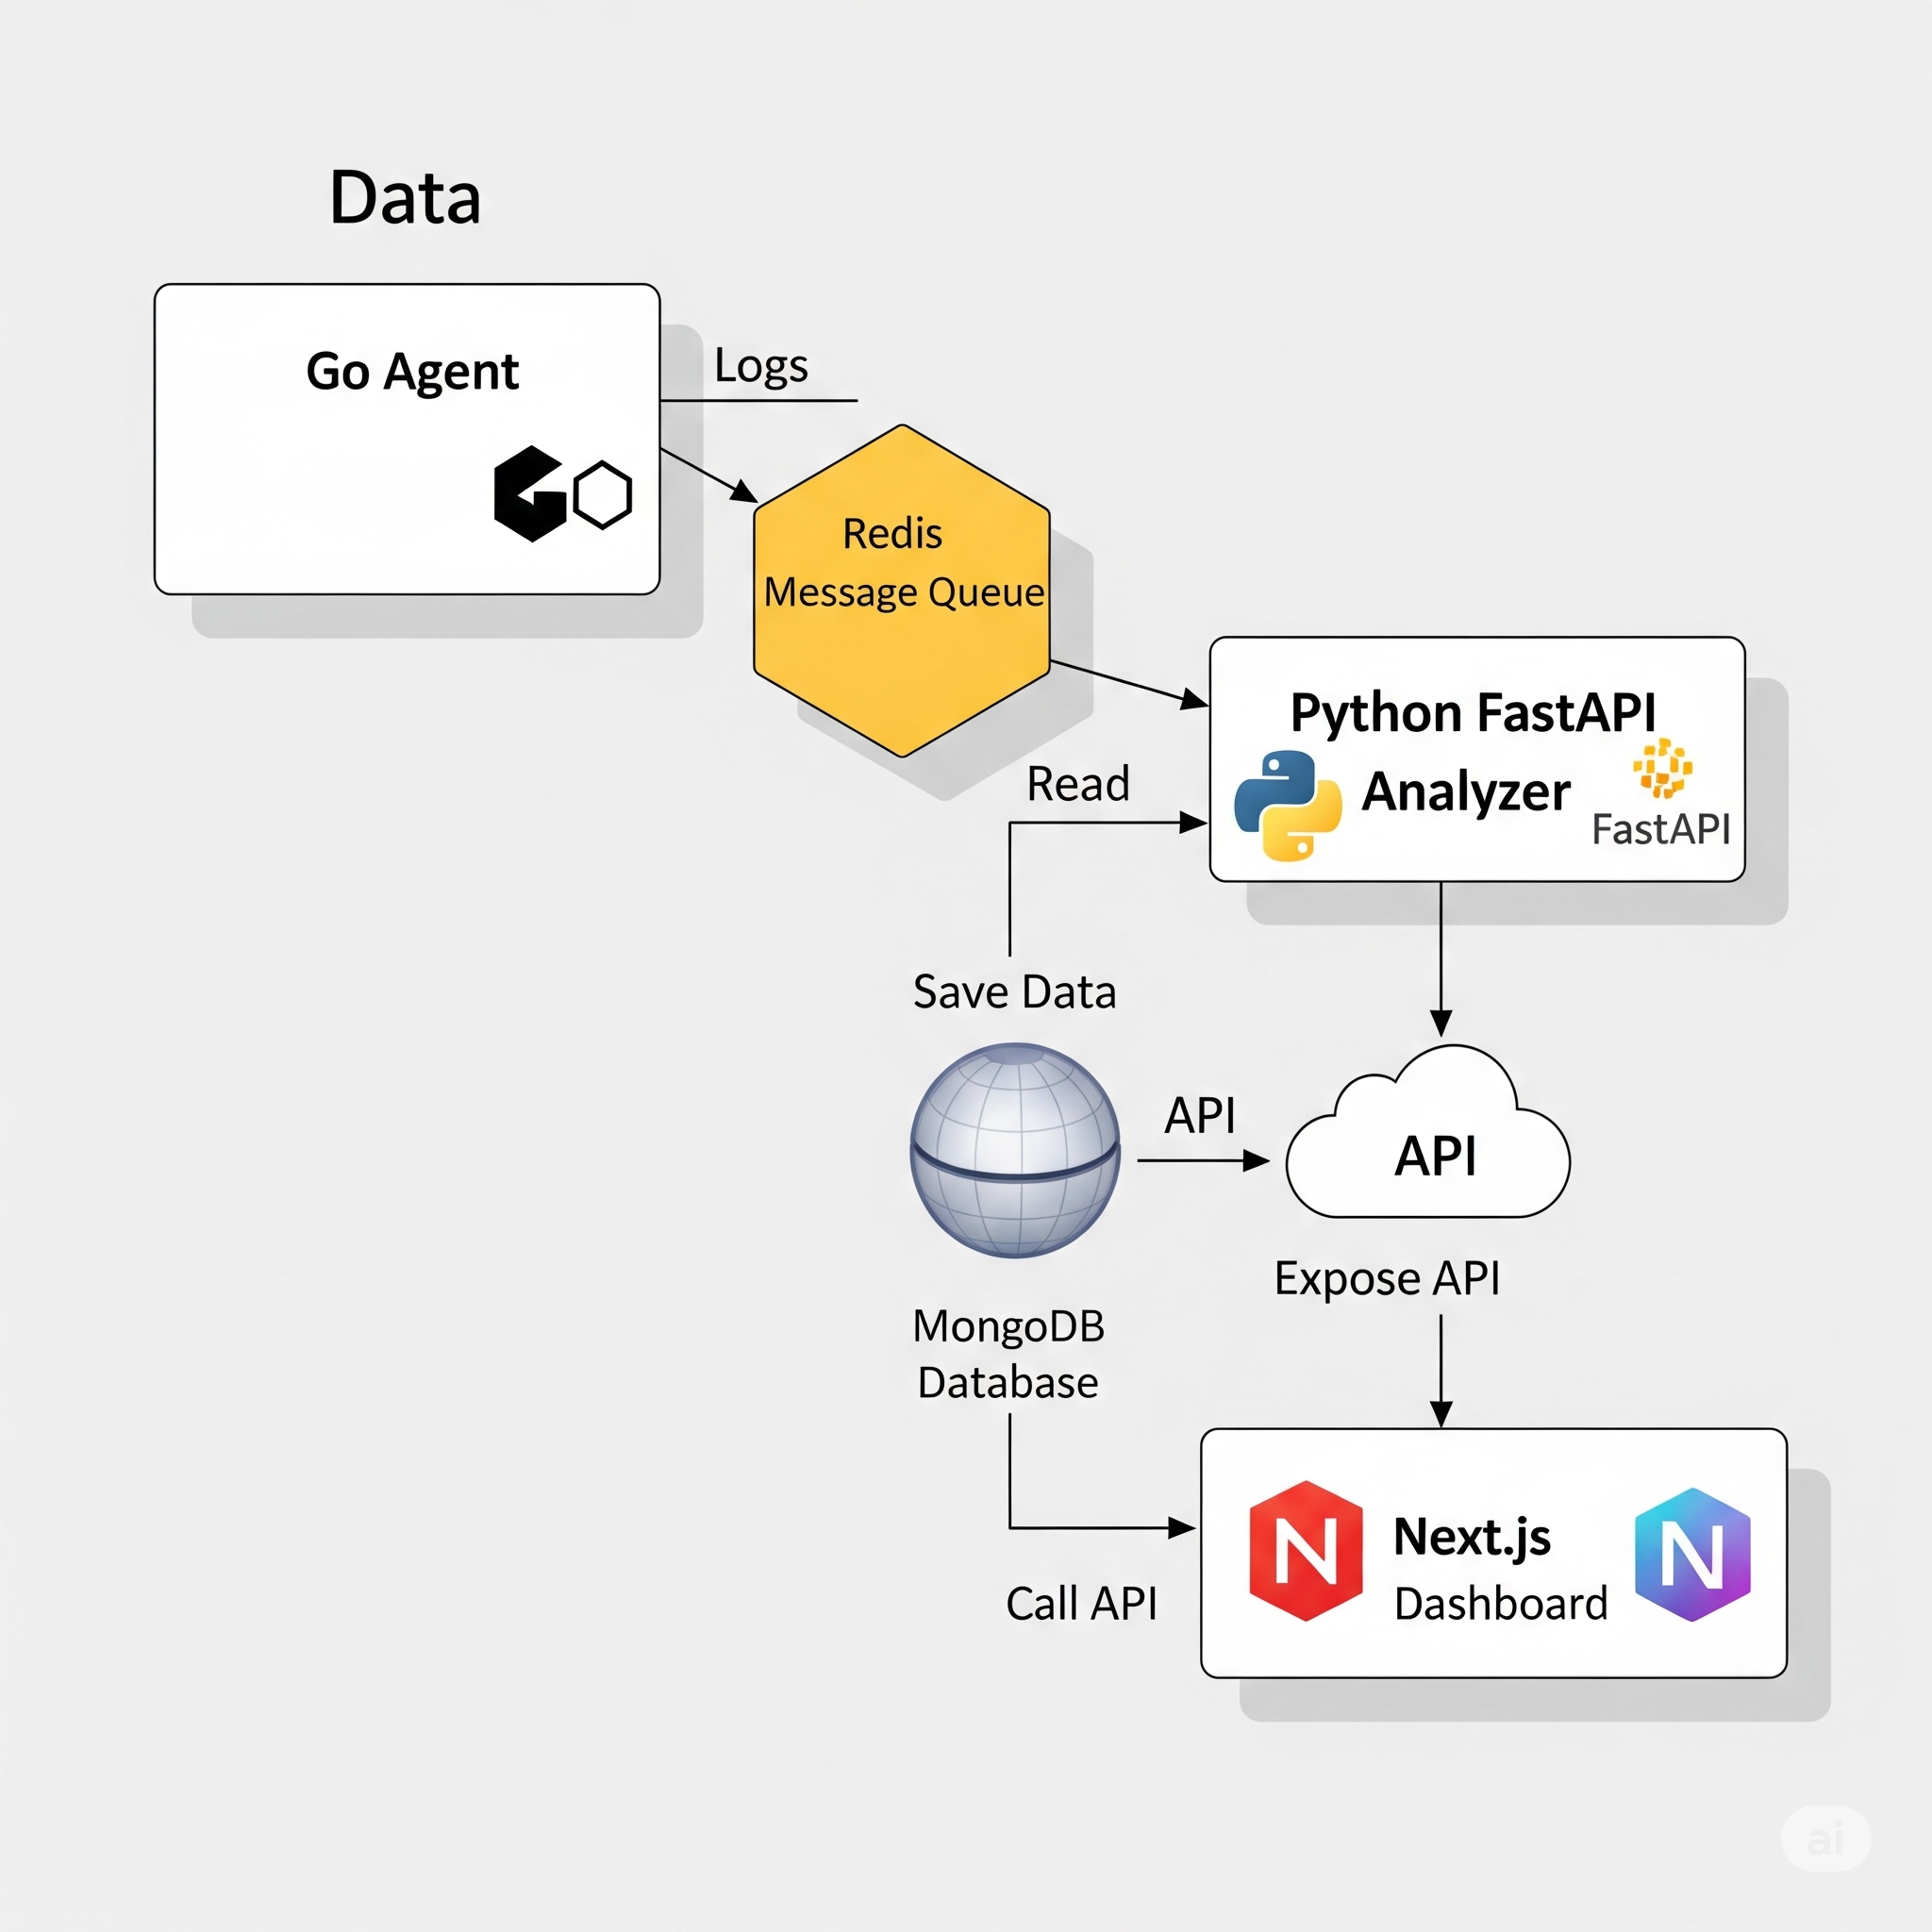 Data
Go Agent
GO
Logs
Redis
Message Queue
Python FastAPI
Analyzer
FastAPI
Read
Save Data
API
API
Expose API
MongoDB
Database
N
Next.js
Dashboard
N
Call API
ai